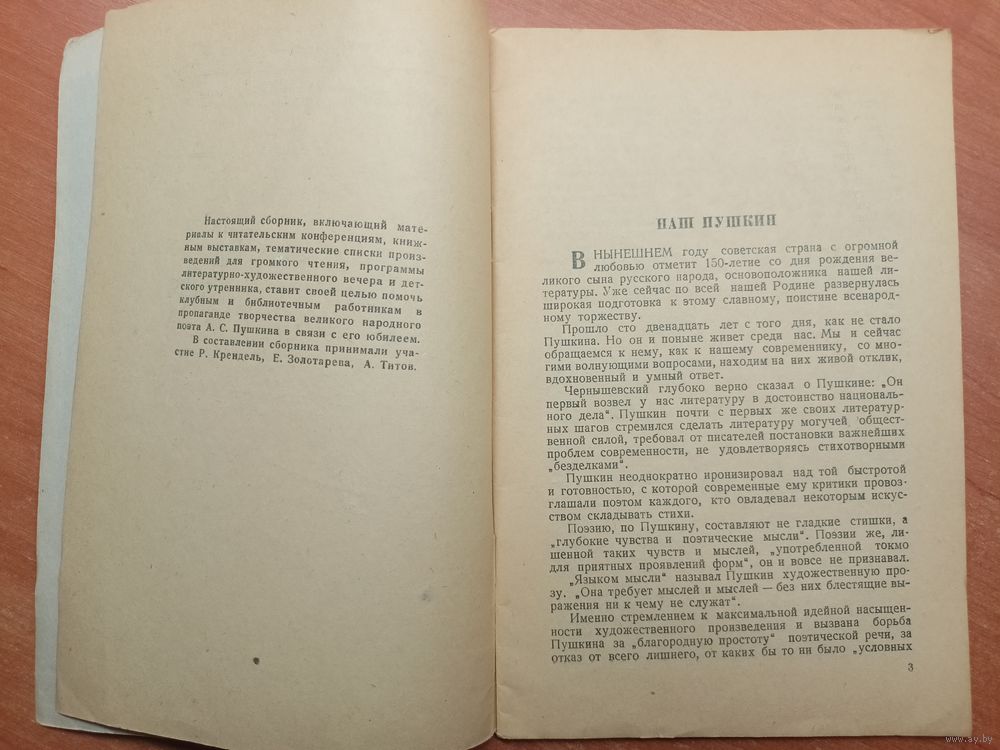 Настоящий сборник, включающий мате-
риалы к читательским конференциям, книж-
ным выставкам, тематические списки произ-
ведений для громкого чтения, программы
литературно-художественного вечера и дет-
ского утренника, ставит своей целью помочь
клубным и библиотечным работникам в
пропаганде творчества великого народного
поэта А. С. Пушкина в связи с его юбилеем.
В составлении сборника принимали уча-
стие Р. Крендель, Е. Золотарева, А. Титов.
НАШ ПУШКИН
В НЫНЕШНЕМ году советская страна с огромной
любовью отметит 150-летие со дня рождения ве-
ликого сына русского народа, основоположника нашей ли-
тературы. Уже сейчас по всей нашей Родине развернулась
широкая подготовка к этому славному, поистине всенарод-
ному торжеству.
Прошло сто двенадцать лет с того дня, как не стало
Пушкина. Но он и поныне живет среди нас. Мы и сейчас
обращаемся к нему, как к нашему современнику, со мно-
гими волнующими вопросами, находим на них живой отклик,
вдохновенный и умный ответ.
Чернышевский глубоко верно сказал о Пушкине: „Он
первый возвел у нас литературу в достоинство националь-
ного дела“. Пушкин почти с первых же своих литератур-
ных шагов стремился сделать литературу могучей общест-
венной силой, требовал от писателей постановки важнейших
проблем современности, не удовлетворяясь стихотворными
„безделками“.
Пушкин неоднократно иронизировал над той быстротой
и готовностью, с которой современные ему критики провоз-
глашали поэтом каждого, кто овладевал некоторым искус-
ством складывать стихи.
Поэзию, по Пушкину, составляют не гладкие стишки, а
„глубокие чувства и поэтические мысли“. Поэзии же, ли-
шенной таких чувств и мыслей, „употребленной токмо
для приятных проявлений форм“, он и вовсе не признавал.
„Языком мысли“ называл Пушкин художественную про-
зу. „Она требует мыслей и мыслей — без них блестящие вы-
ражения ни к чему не служат“.
Именно стремлением к максимальной идейной насыщен-
ности художественного произведения и вызвана борьба
Пушкина за „благородную простоту“ поэтической речи, за
отказ от всего лишнего, от каких бы то ни было „условных
3
www.ay.by